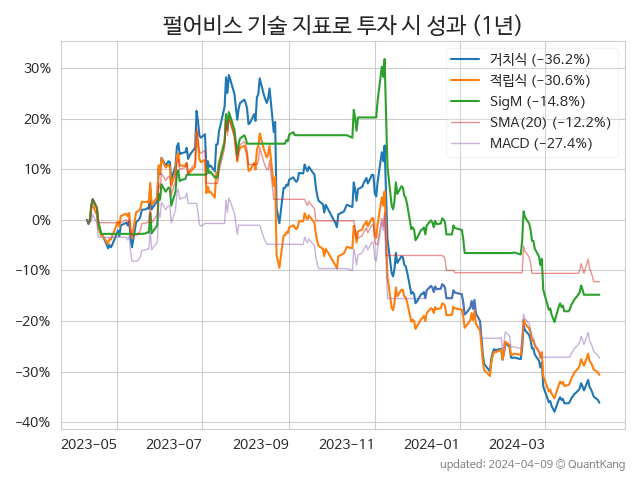 펄어비스 기술 지표로 투자 시 성과 (1년)
거치식 (−36.2%)
적립식 (−30.6%)
SigM (−14.8%)
SMA(20) (−12.2%)
MACD (−27.4%)
30%
20%
10%
0%
−10%
−20%
−30%
−40%
2023-05 2023-07 2023-09 2023-11 2024-01 2024-03
updated: 2024-04-09 ⓒ QuantKang